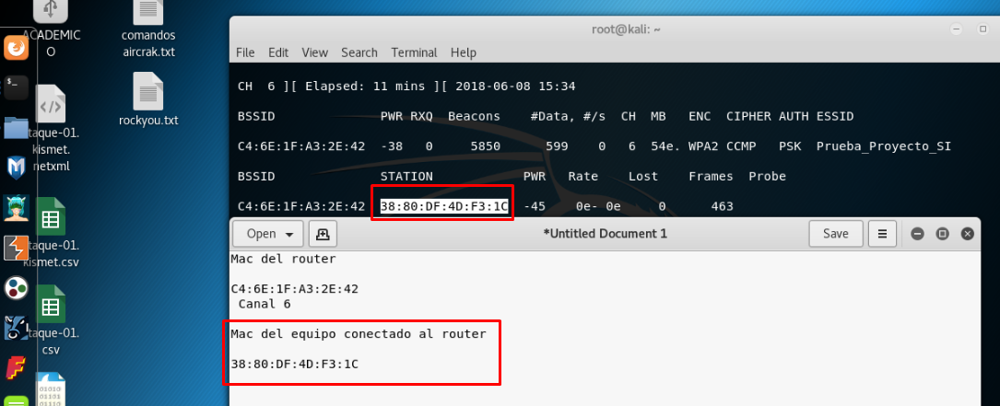 ACADEMIC
O
comandos
aircrak.txt
rockyou.txt
taque-01.
kismet.
netxml
taque-01.
kismet.csv
taque-01.
csv
root@kali: ~
File Edit View Search Terminal Help
CH 6 ][ Elapsed: 11 mins ][ 2018-06-08 15:34
BSSID PWR RXQ Beacons #Data, #/s CH MB ENC CIPHER AUTH ESSID
C4:6E:1F:A3:2E:42 -38 0 5850 599 0 6 54e. WPA2 CCMP PSK Prueba_Proyecto_SI
BSSID STATION PWR Rate Lost Frames Probe
C4:6E:1F:A3:2E:42 38:80:DF:4D:F3:1C -45 0e- 0e 0 463
Open *Untitled Document 1 Save
Mac del router
C4:6E:1F:A3:2E:42
Canal 6
Mac del equipo conectado al router
38:80:DF:4D:F3:1C